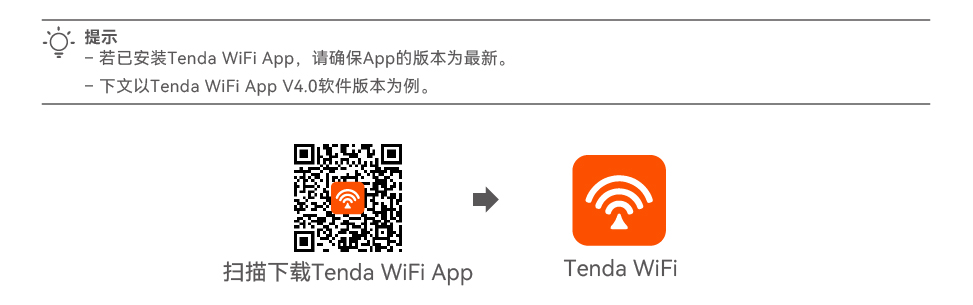 提示
- 若已安装Tenda WiFi App，请确保App的版本为最新。
- 下文以Tenda WiFi App V4.0软件版本为例。
扫描下载Tenda WiFi App
Tenda WiFi